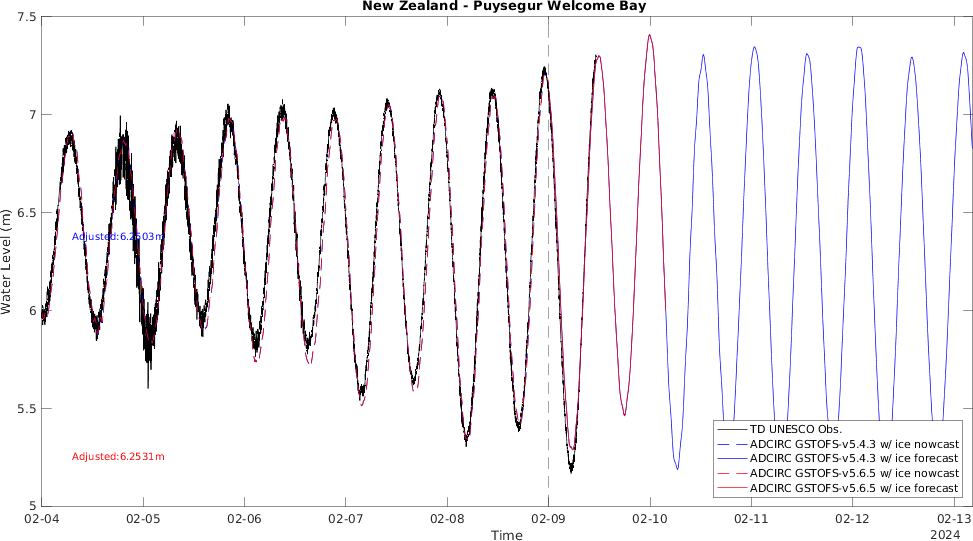 New Zealand - Puysegur Welcome Bay
7.5
7
6.5
6
5.5
5
Water Level (m)
Adjusted:6.2503m
Adjusted:6.2531m
TD UNESCO Obs.
ADCIRC GSTOFS-v5.4.3 w/ ice nowcast
ADCIRC GSTOFS-v5.4.3 w/ ice forecast
ADCIRC GSTOFS-v5.6.5 w/ ice nowcast
ADCIRC GSTOFS-v5.6.5 w/ ice forecast
02-04 02-05 02-06 02-07 02-08 02-09 02-10 02-11 02-12 02-13
Time
2024